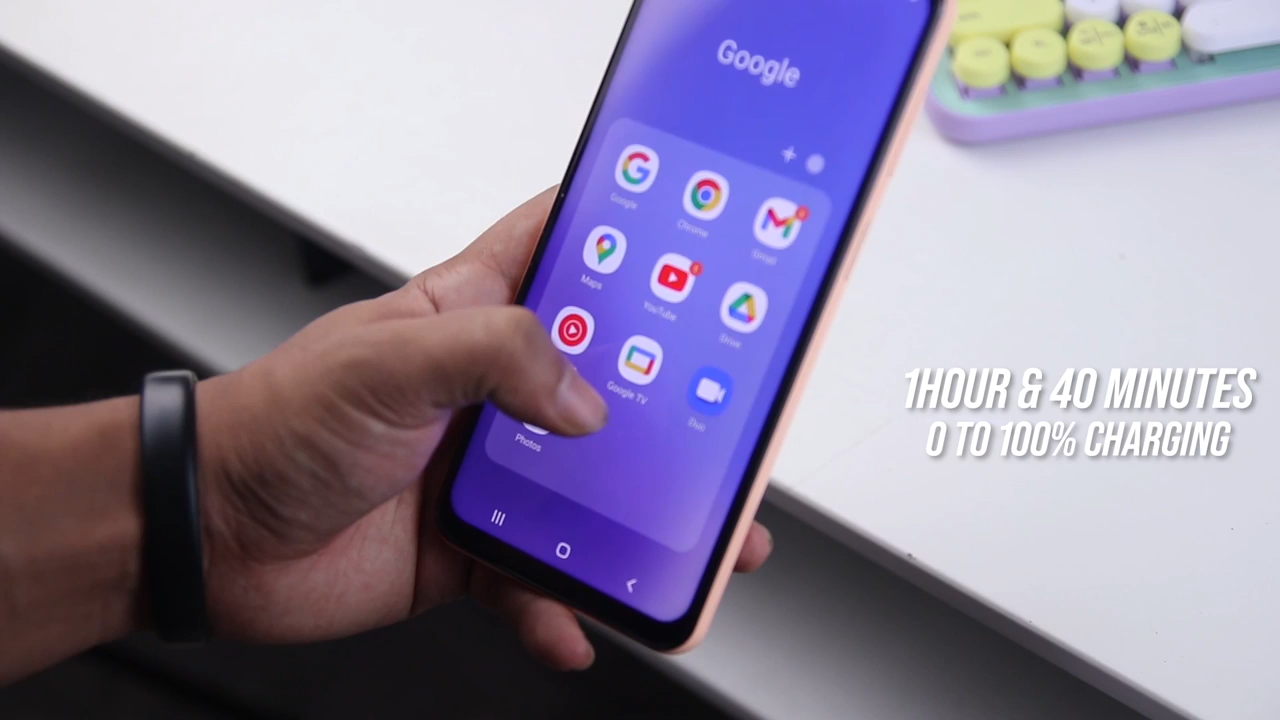 Google
Google
Chrome
Gmail
Maps
YouTube
Drive
Google TV
Duo
Photos
1HOUR & 40 MINUTES
0 TO 100% CHARGING